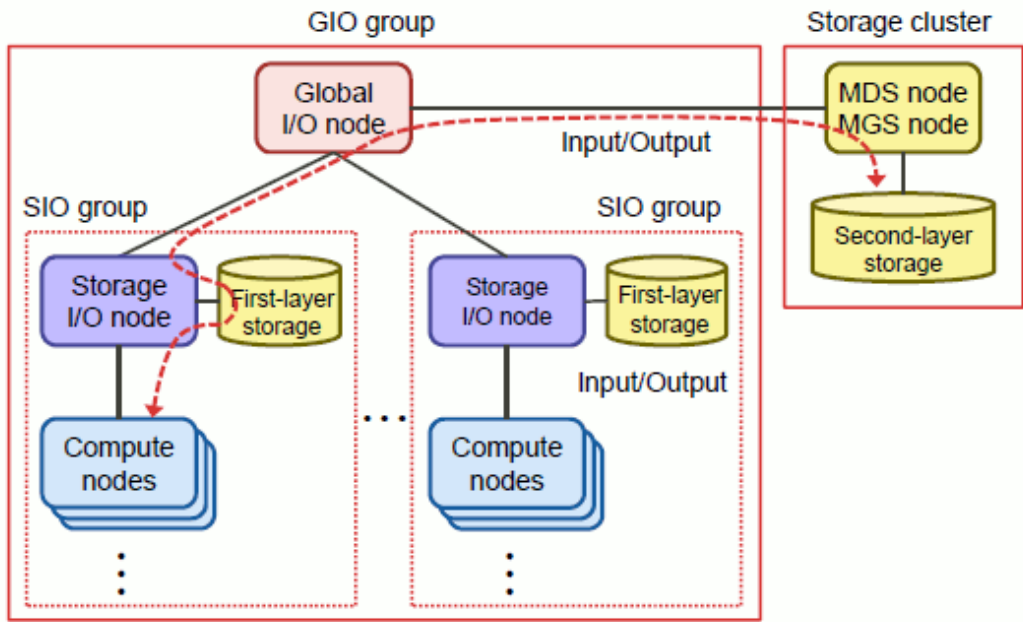 GIO group
Storage cluster
Global
I/O node
MDS node
MGS node
Input/Output
SIO group
SIO group
Second-layer
storage
Storage
I/O node
First-layer
storage
Storage
I/O node
First-layer
storage
Input/Output
Compute
nodes
Compute
nodes